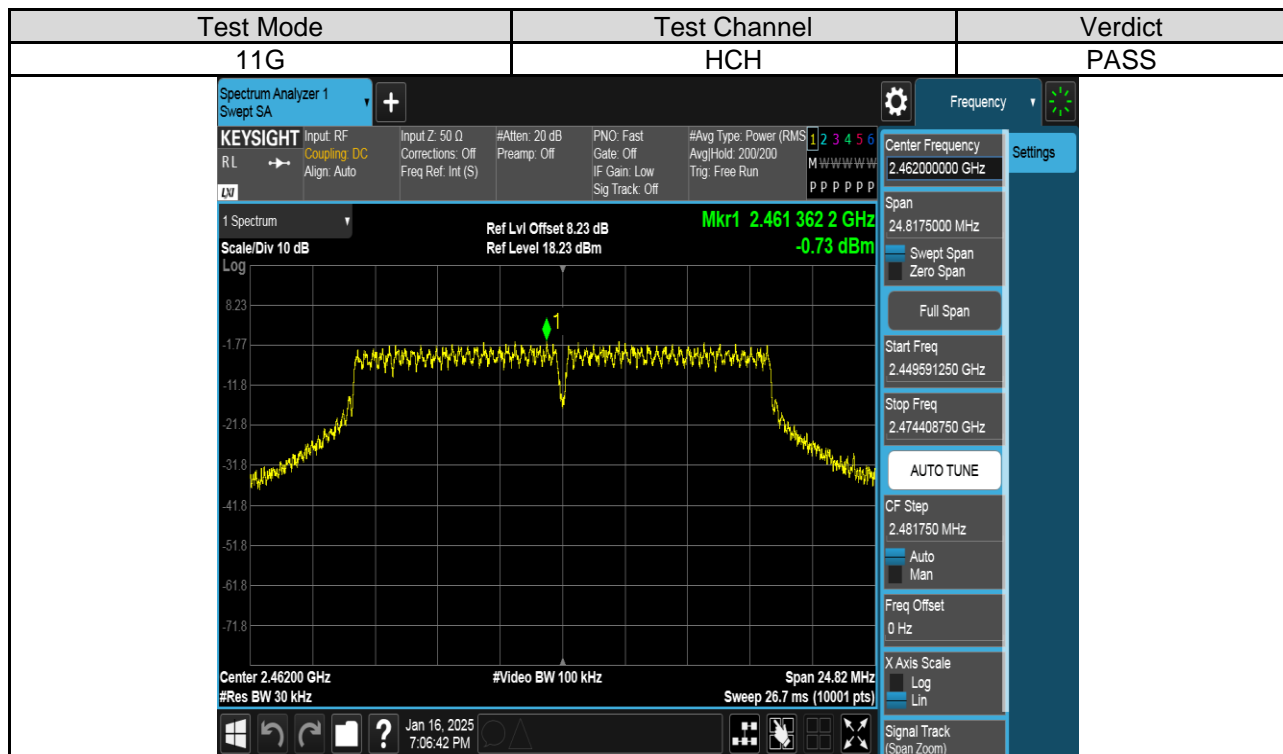 Test Mode Test Channel Verdict
11G HCH PASS
Spectrum Analyzer 1
Swept SA
+
Frequency
KEYSIGHT
R L
LXI
Input: RF
Coupling: DC
Align: Auto
Input Z: 50 Ω
Corrections: Off
Freq Ref: Int (S)
#Atten: 20 dB
Preamp: Off
PNO: Fast
Gate: Off
IF Gain: Low
Sig Track: Off
#Avg Type: Power (RMS
Avg|Hold: 200/200
Trig: Free Run
1 2 3 4 5 6
M W W W W W
P P P P P P
1 Spectrum
Scale/Div 10 dB
Log
Ref Lvl Offset 8.23 dB
Ref Level 18.23 dBm
Mkr1 2.461 362 2 GHz
-0.73 dBm
1
8.23
-1.77
-11.8
-21.8
-31.8
-41.8
-51.8
-61.8
-71.8
Center 2.46200 GHz
#Res BW 30 kHz
#Video BW 100 kHz
Span 24.82 MHz
Sweep 26.7 ms (10001 pts)
?
Jan 16, 2025
7:06:42 PM
Center Frequency
2.462000000 GHz
Span
24.8175000 MHz
Swept Span
Zero Span
Full Span
Start Freq
2.449591250 GHz
Stop Freq
2.474408750 GHz
AUTO TUNE
CF Step
2.481750 MHz
Auto
Man
Freq Offset
0 Hz
X Axis Scale
Log
Lin
Signal Track
(Span Zoom)
Settings